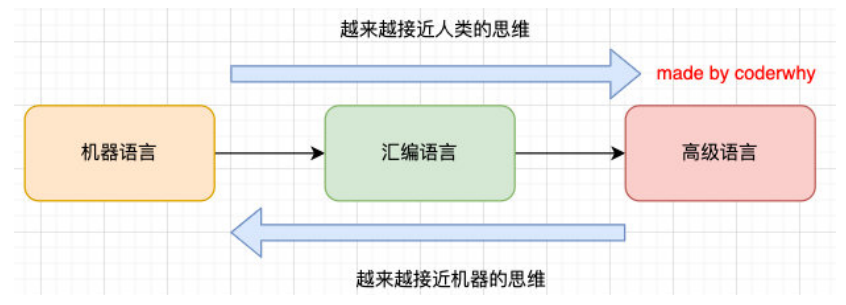 越来越接近人类的思维
made by coderwhy
机器语言
汇编语言
高级语言
越来越接近机器的思维